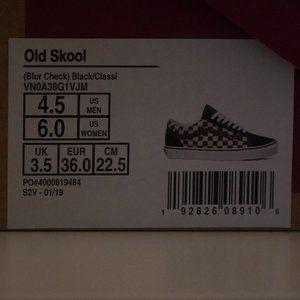 Old Skool
(Blur Check) Black/Classi
VN0A38G1VJM
4.5 US MEN
6.0 US WOMEN
UK EUR CM
3.5 36.0 22.5
PO#4000819484
S2V - 01/19
1 92826 08910 6